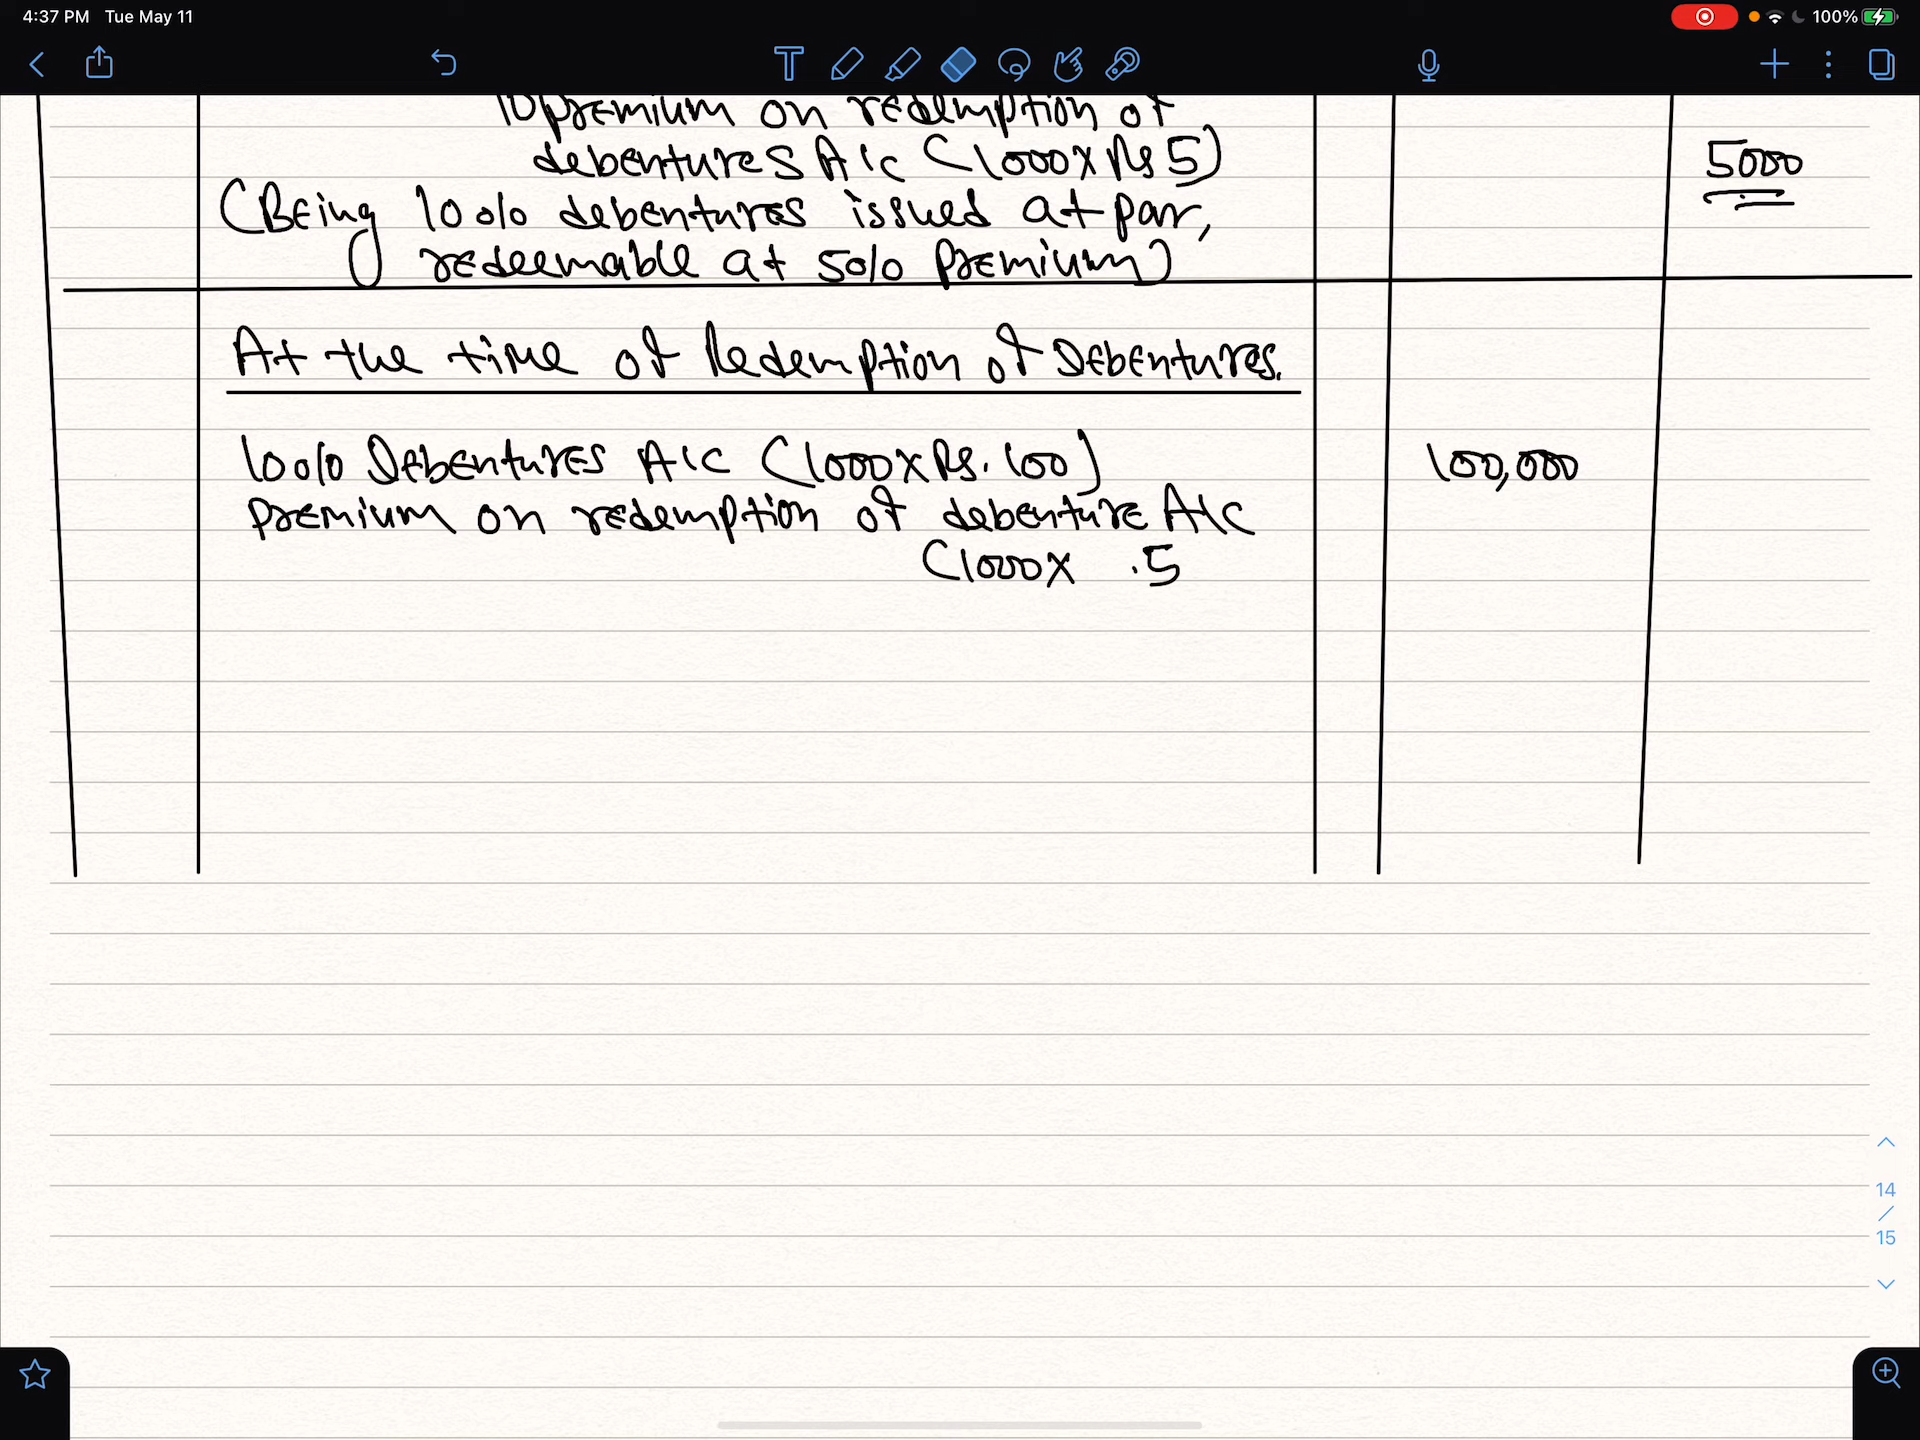 4:37 PM Tue May 11
100%
To premium on redemption of
debentures A/c (1000 x Rs 5)
5000
(Being 10% debentures issued at par,
redeemable at 5% premium)
At the time of Redemption of Debentures.
10% Debentures A/C (1000 x Rs. 100)
100,000
premium on redemption of debenture A/C
(1000 x .5
14
/
15